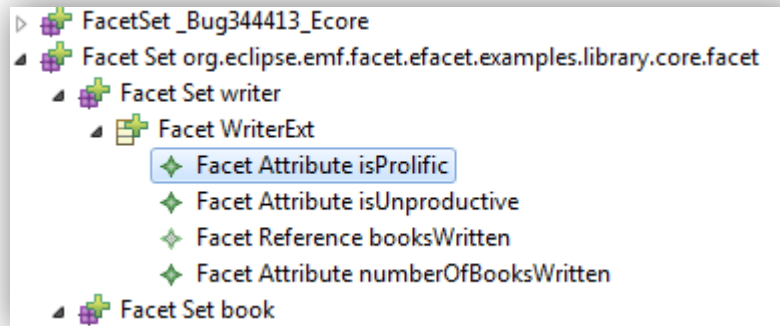 FacetSet _Bug344413_Ecore
Facet Set org.eclipse.emf.facet.efacet.examples.library.core.facet
Facet Set writer
Facet WriterExt
Facet Attribute isProlific
Facet Attribute isUnproductive
Facet Reference booksWritten
Facet Attribute numberOfBooksWritten
Facet Set book